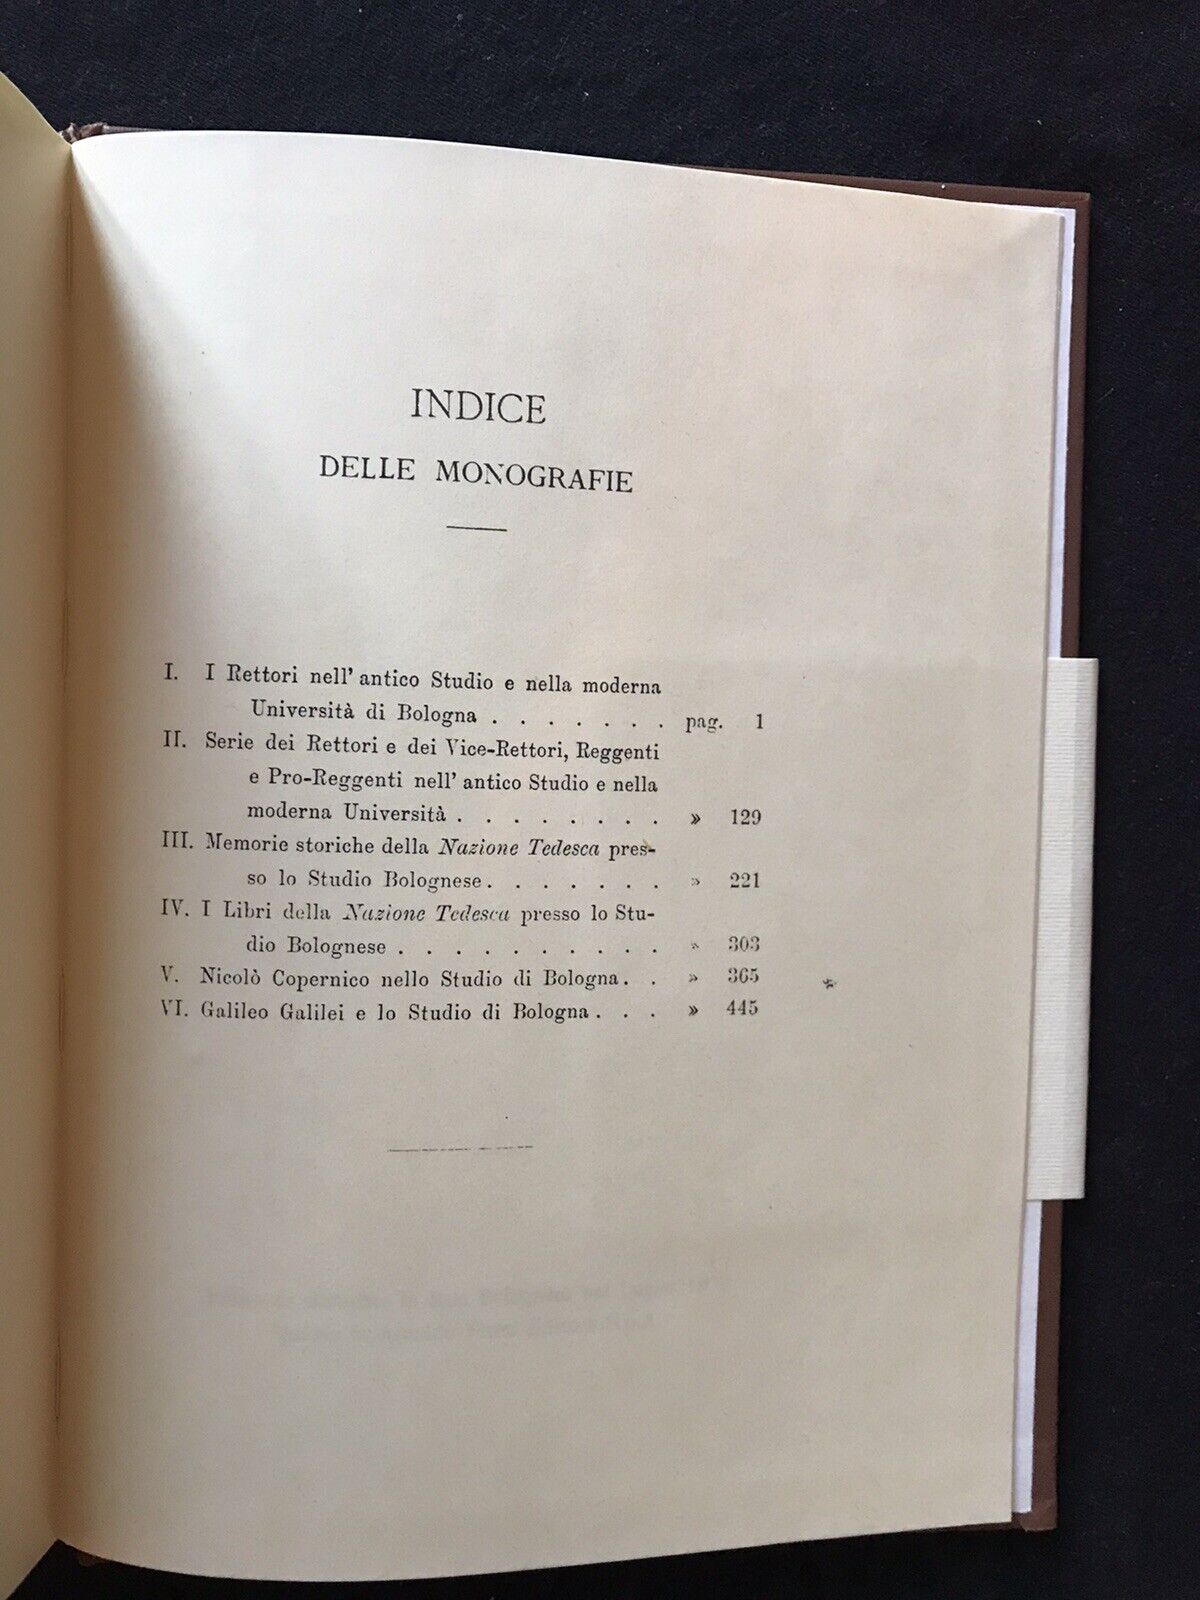 INDICE
DELLE MONOGRAFIE
I. I Rettori nell' antico Studio e nella moderna
Università di Bologna . . . . . . . pag. 1
II. Serie dei Rettori e dei Vice-Rettori, Reggenti
e Pro-Reggenti nell' antico Studio e nella
moderna Università . . . . . . . . » 129
III. Memorie storiche della Nazione Tedesca pres-
so lo Studio Bolognese . . . . . . . » 221
IV. I Libri della Nazione Tedesca presso lo Stu-
dio Bolognese . . . . . . . . . . » 303
V. Nicolò Copernico nello Studio di Bologna . . » 365
VI. Galileo Galilei e lo Studio di Bologna . . . » 445